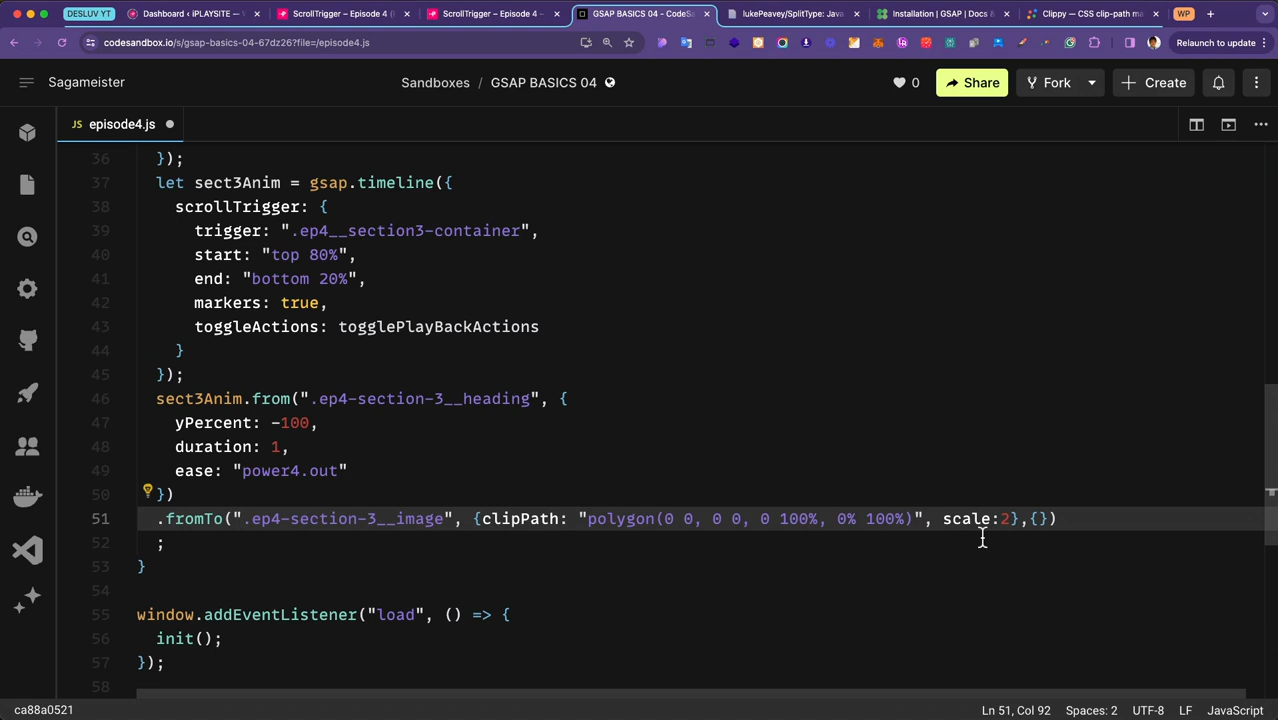 DESLUV YT
Dashboard ‹ iPLAYSITE — W
ScrollTrigger – Episode 4 (
ScrollTrigger – Episode 4 –
GSAP BASICS 04 - CodeSa
lukePeavey/SplitType: Java
Installation | GSAP | Docs &
Clippy — CSS clip-path ma
WP
codesandbox.io/s/gsap-basics-04-67dz26?file=/episode4.js
Relaunch to update
Sagameister
Sandboxes / GSAP BASICS 04
0
Share
Fork
Create
JS episode4.js
36 });
37 let sect3Anim = gsap.timeline({
38 scrollTrigger: {
39 trigger: ".ep4__section3-container",
40 start: "top 80%",
41 end: "bottom 20%",
42 markers: true,
43 toggleActions: togglePlayBackActions
44 }
45 });
46 sect3Anim.from(".ep4-section-3__heading", {
47 yPercent: -100,
48 duration: 1,
49 ease: "power4.out"
50 })
51 .fromTo(".ep4-section-3__image", {clipPath: "polygon(0 0, 0 0, 0 100%, 0% 100%)", scale:2},{})
52 ;
53 }
54
55 window.addEventListener("load", () => {
56 init();
57 });
58
ca88a0521
Ln 51, Col 92
Spaces: 2
UTF-8
LF
JavaScript